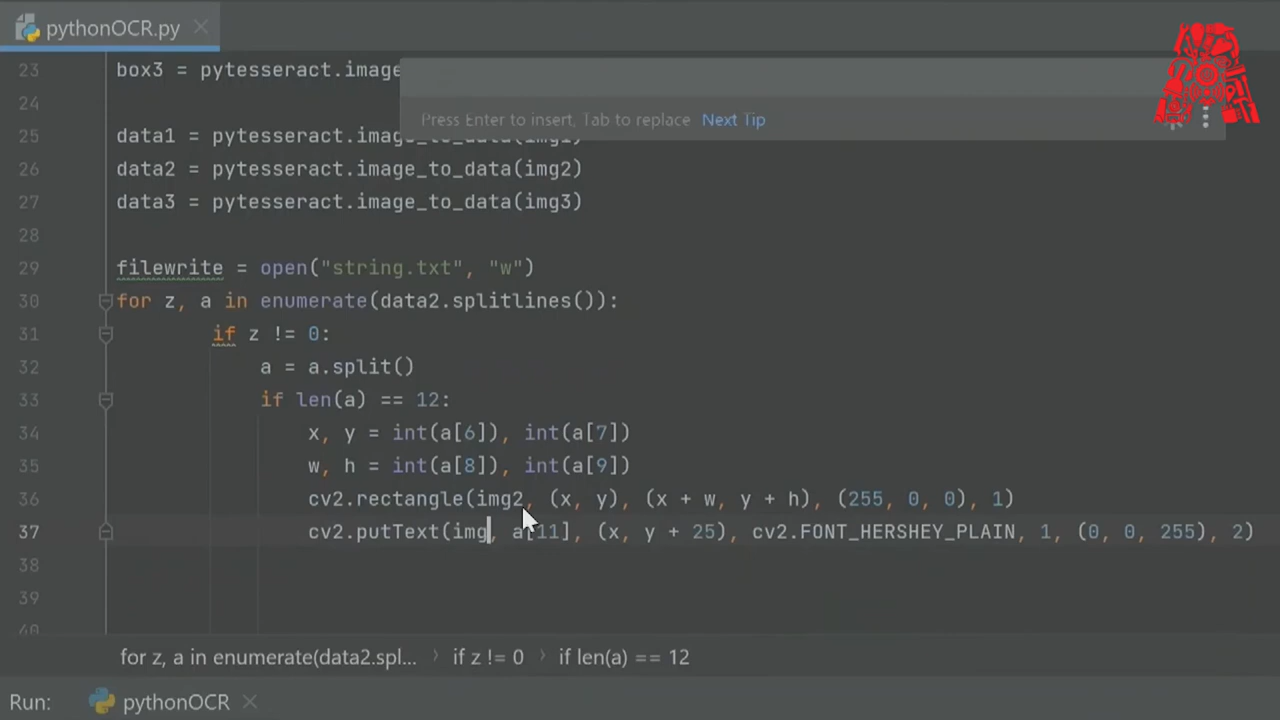 pythonOCR.py
23 box3 = pytesseract.image
Press Enter to insert, Tab to replace Next Tip
24
25 data1 = pytesseract.image_to_data(img1)
26 data2 = pytesseract.image_to_data(img2)
27 data3 = pytesseract.image_to_data(img3)
28
29 filewrite = open("string.txt", "w")
30 for z, a in enumerate(data2.splitlines()):
31 if z != 0:
32 a = a.split()
33 if len(a) == 12:
34 x, y = int(a[6]), int(a[7])
35 w, h = int(a[8]), int(a[9])
36 cv2.rectangle(img2, (x, y), (x + w, y + h), (255, 0, 0), 1)
37 cv2.putText(img, a[11], (x, y + 25), cv2.FONT_HERSHEY_PLAIN, 1, (0, 0, 255), 2)
38
39
40
for z, a in enumerate(data2.spl... › if z != 0 › if len(a) == 12
Run: pythonOCR